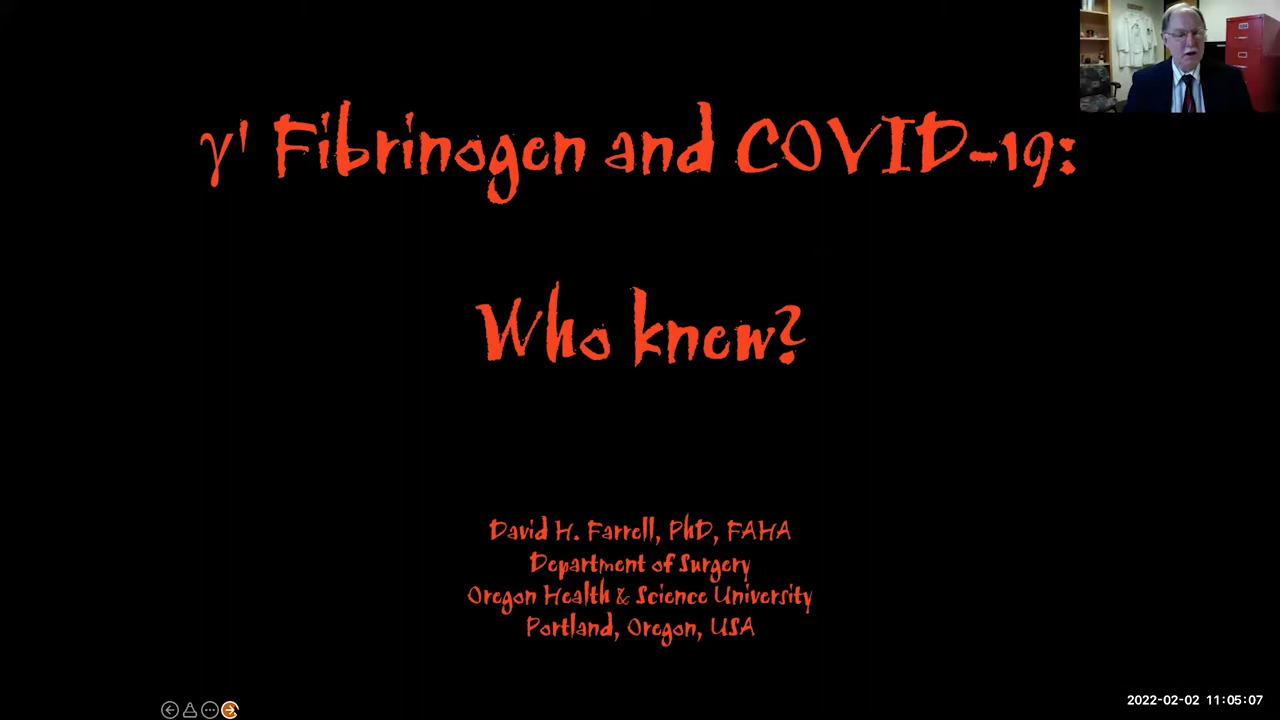 γ' Fibrinogen and COVID-19:
Who knew?
David H. Farrell, PhD, FAHA
Department of Surgery
Oregon Health & Science University
Portland, Oregon, USA
2022-02-02 11:05:07